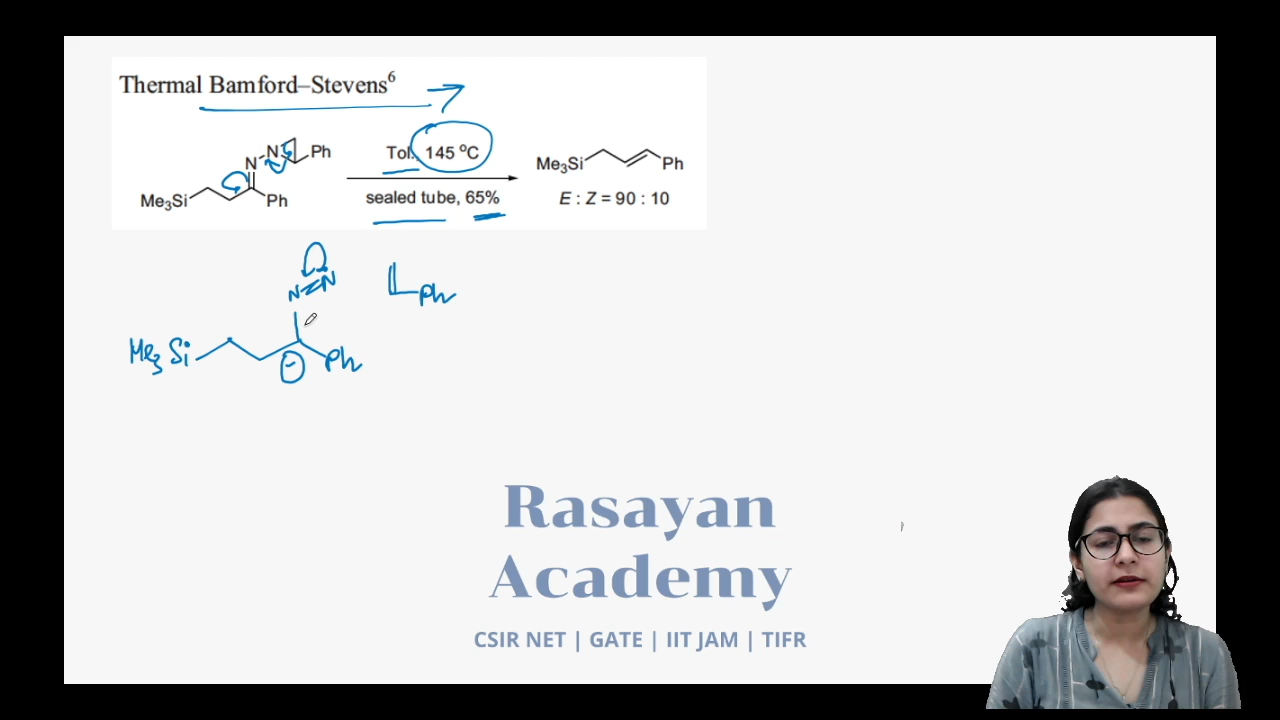 Thermal Bamford–Stevens⁶
N N Ph
Tol., 145 °C
Me₃Si Ph
Me₃Si Ph
sealed tube, 65%
E : Z = 90 : 10
N=N
Ph
Me₃Si ⊖ Ph
Rasayan
Academy
CSIR NET | GATE | IIT JAM | TIFR